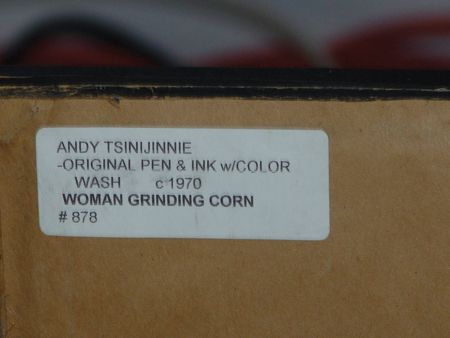 ANDY TSINIJINNIE
-ORIGINAL PEN & INK w/COLOR
WASH c 1970
WOMAN GRINDING CORN
# 878